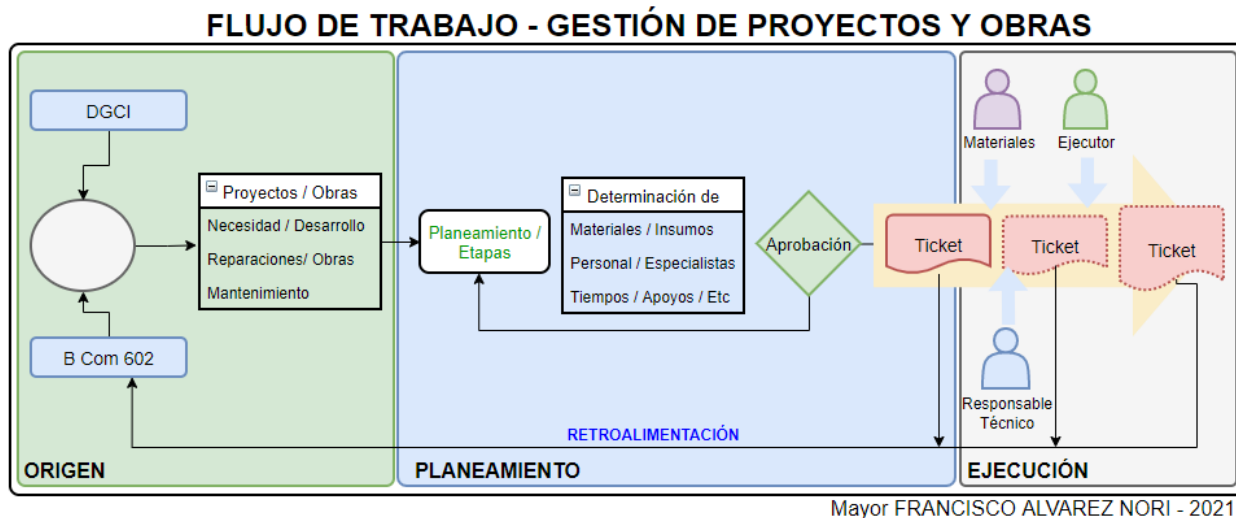 FLUJO DE TRABAJO - GESTIÓN DE PROYECTOS Y OBRAS
DGCI
Proyectos / Obras
Necesidad / Desarrollo
Reparaciones/ Obras
Mantenimiento
B Com 602
ORIGEN
Planeamiento /
Etapas
Determinación de
Materiales / Insumos
Personal / Especialistas
Tiempos / Apoyos / Etc
Aprobación
RETROALIMENTACIÓN
PLANEAMIENTO
Materiales
Ejecutor
Ticket
Ticket
Ticket
Responsable
Técnico
EJECUCIÓN
Mayor FRANCISCO ALVAREZ NORI - 2021